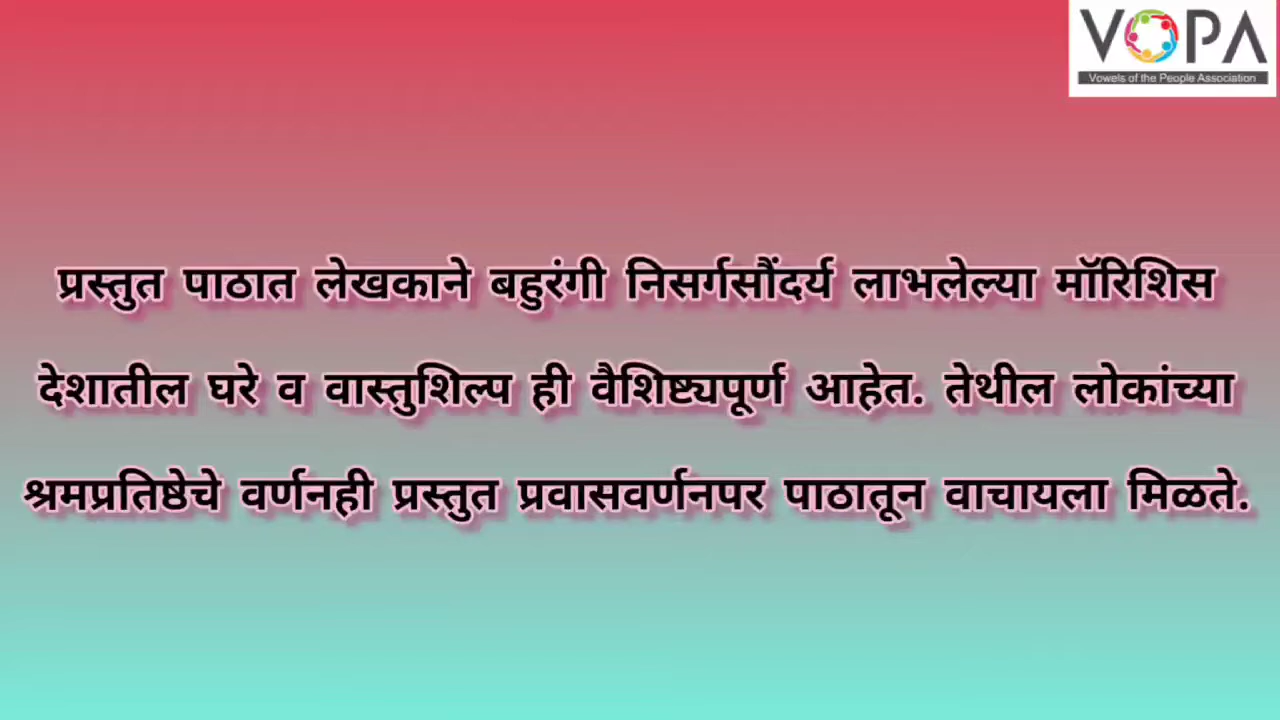 VOPA
Vowels of the People Association
प्रस्तुत पाठात लेखकाने बहुरंगी निसर्गसौंदर्य लाभलेल्या मॉरिशिस
देशातील घरे व वास्तुशिल्प ही वैशिष्ट्यपूर्ण आहेत. तेथील लोकांच्या
श्रमप्रतिष्ठेचे वर्णनही प्रस्तुत प्रवासवर्णनपर पाठातून वाचायला मिळते.